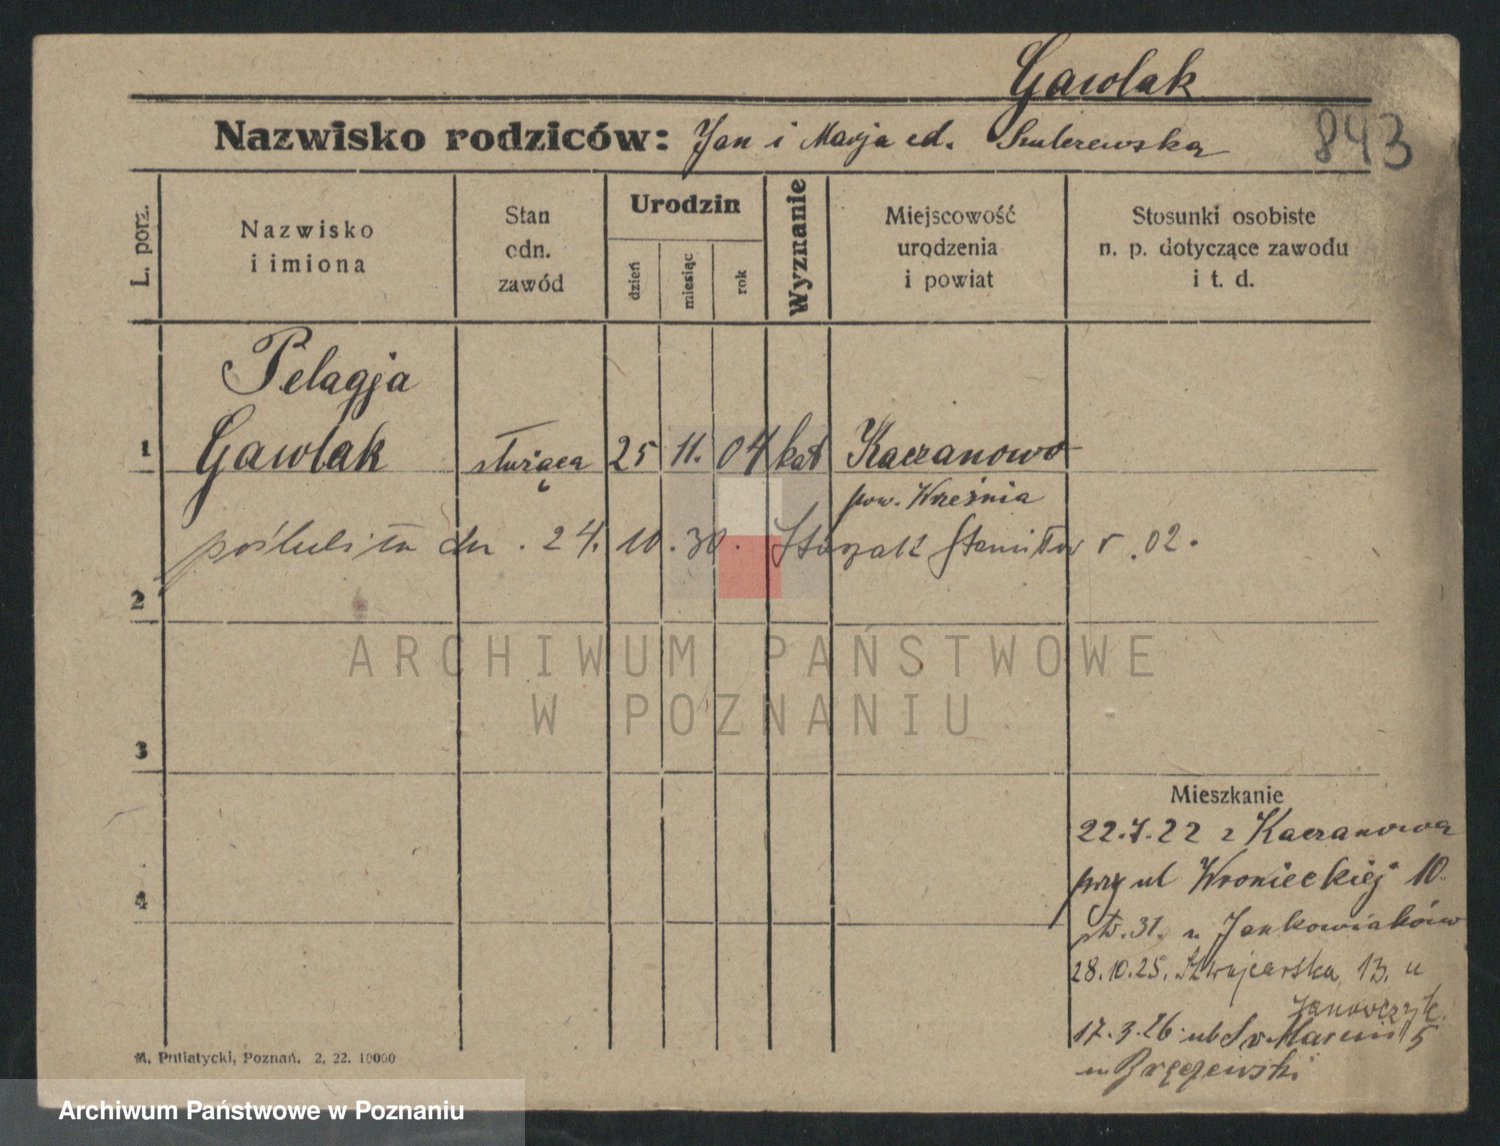 Gawlak
843
Nazwisko rodziców: Jan i Marja
L. porz.
Nazwisko
i imiona
Stan
cdn.
zawód
Urodzin
dzień
miesiąc
rok
Wyznanie
Miejscowość
urodzenia
i powiat
Stosunki osobiste
n. p. dotyczące zawodu
i t. d.
Pelagja
1 Gawlak służąca 25 11. 04 kat Kaczanowo
pow. Września
poślubiła dn. 24. 10. 30. Stanisław r. 02.
2
ARCHIWUM PAŃSTWOWE
W POZNANIU
3
Mieszkanie
22.7.22 z Kaczanowa
przy ul Wronieckiej 10.
4
31. u Jankowiaków
28.10.25. 13. u
17.3.26 ul Św. Marcin 5
u
M. Putiatycki, Poznań. 2, 22. 10000
Archiwum Państwowe w Poznaniu